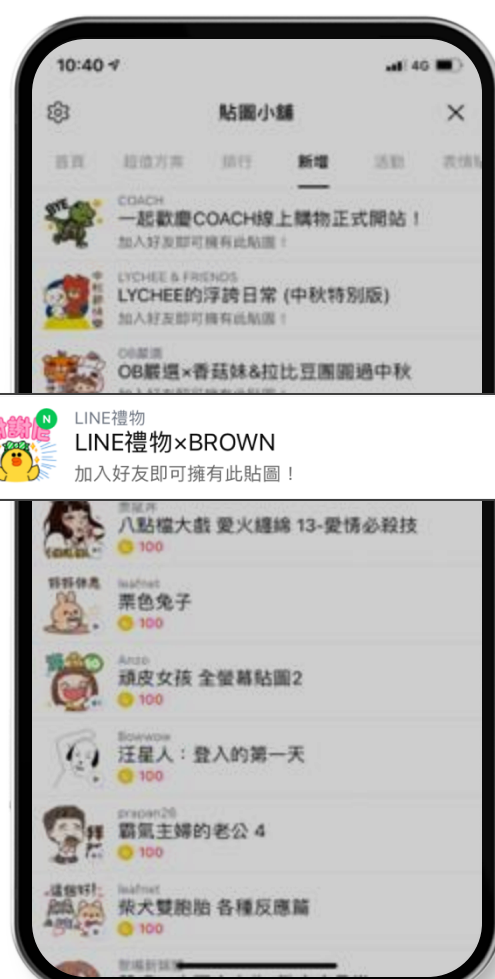 10:40
4G
貼圖小舖
首頁 超值方案 排行 新增 活動
COACH
一起歡慶COACH線上購物正式開站！
加入好友即可擁有此貼圖！
LYCHEE & FRIENDS
LYCHEE的浮誇日常 (中秋特別版)
加入好友即可擁有此貼圖！
OB嚴選
OB嚴選×香菇妹&拉比豆團圓過中秋
N
LINE禮物
LINE禮物×BROWN
加入好友即可擁有此貼圖！
八點檔大戲 愛火纏綿 13-愛情必殺技
100
leafnet
栗色兔子
100
Anzo
頑皮女孩 全螢幕貼圖2
100
Bowwow
汪星人：登入的第一天
100
prapan26
霸氣主婦的老公 4
100
leafnet
柴犬雙胞胎 各種反應篇
100